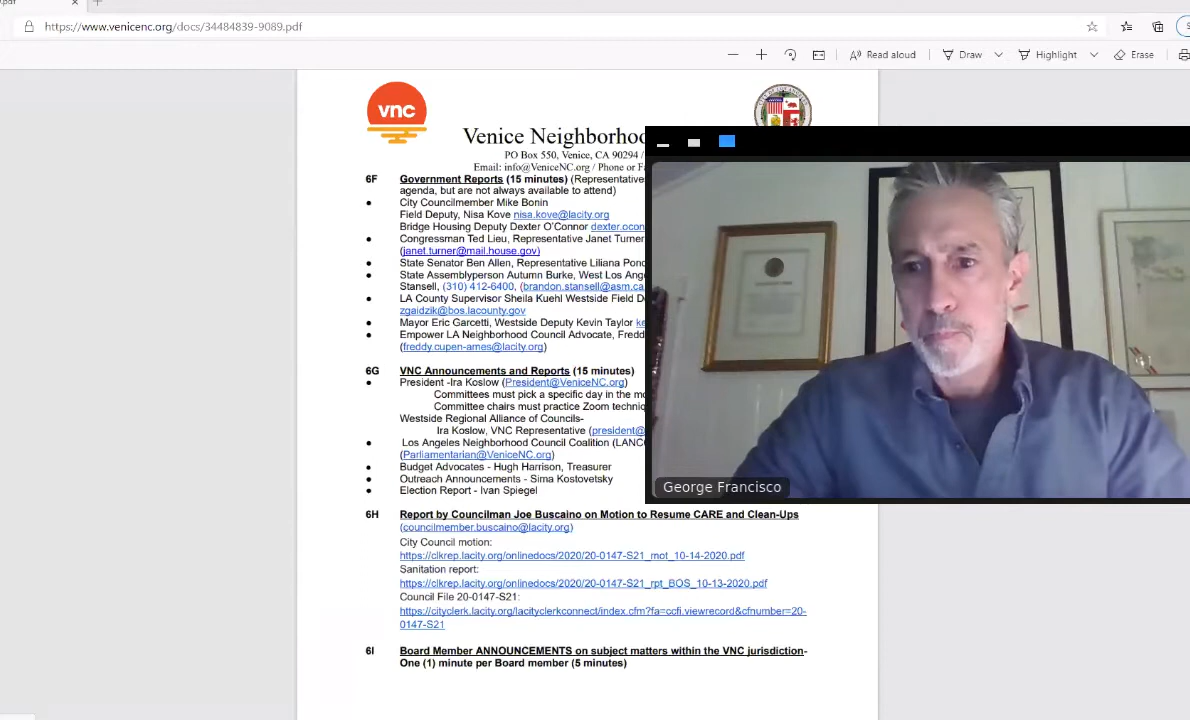 .pdf
https://www.venicenc.org/docs/34484839-9089.pdf
Read aloud
Draw
Highlight
Erase
vnc
Venice Neighborhoo
PO Box 550, Venice, CA 90294 /
Email: info@VeniceNC.org / Phone or Fa
6F Government Reports (15 minutes) (Representatives
agenda, but are not always available to attend)
● City Councilmember Mike Bonin
Field Deputy, Nisa Kove nisa.kove@lacity.org
Bridge Housing Deputy Dexter O'Connor dexter.ocon
● Congressman Ted Lieu, Representative Janet Turner
(janet.turner@mail.house.gov)
● State Senator Ben Allen, Representative Liliana Pond
● State Assemblyperson Autumn Burke, West Los Ange
Stansell, (310) 412-6400, (brandon.stansell@asm.ca.
● LA County Supervisor Sheila Kuehl Westside Field De
zgaidzik@bos.lacounty.gov
● Mayor Eric Garcetti, Westside Deputy Kevin Taylor ke
● Empower LA Neighborhood Council Advocate, Fredd
(freddy.cupen-ames@lacity.org)
6G VNC Announcements and Reports (15 minutes)
● President -Ira Koslow (President@VeniceNC.org)
Committees must pick a specific day in the mo
Committee chairs must practice Zoom techniq
Westside Regional Alliance of Councils-
Ira Koslow, VNC Representative (president@
● Los Angeles Neighborhood Council Coalition (LANCC
(Parliamentarian@VeniceNC.org)
● Budget Advocates - Hugh Harrison, Treasurer
● Outreach Announcements - Sima Kostovetsky
● Election Report - Ivan Spiegel
6H Report by Councilman Joe Buscaino on Motion to Resume CARE and Clean-Ups
(councilmember.buscaino@lacity.org)
City Council motion:
https://clkrep.lacity.org/onlinedocs/2020/20-0147-S21_mot_10-14-2020.pdf
Sanitation report:
https://clkrep.lacity.org/onlinedocs/2020/20-0147-S21_rpt_BOS_10-13-2020.pdf
Council File 20-0147-S21:
https://cityclerk.lacity.org/lacityclerkconnect/index.cfm?fa=ccfi.viewrecord&cfnumber=20-
0147-S21
6I Board Member ANNOUNCEMENTS on subject matters within the VNC jurisdiction-
One (1) minute per Board member (5 minutes)
George Francisco